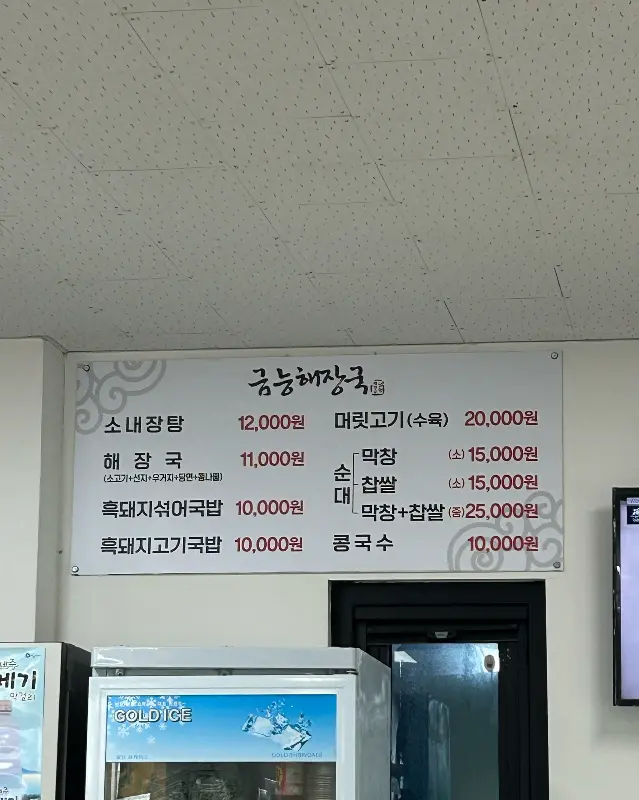 금능해장국
소내장탕 12,000원
해장국 11,000원
(소고기+선지+우거지+당면+콩나물)
흑돼지섞어국밥 10,000원
흑돼지고기국밥 10,000원
머릿고기(수육) 20,000원
순대
막창 (소)15,000원
찹쌀 (소)15,000원
막창+찹쌀(중)25,000원
콩국수 10,000원
막걸리
GOLD ICE